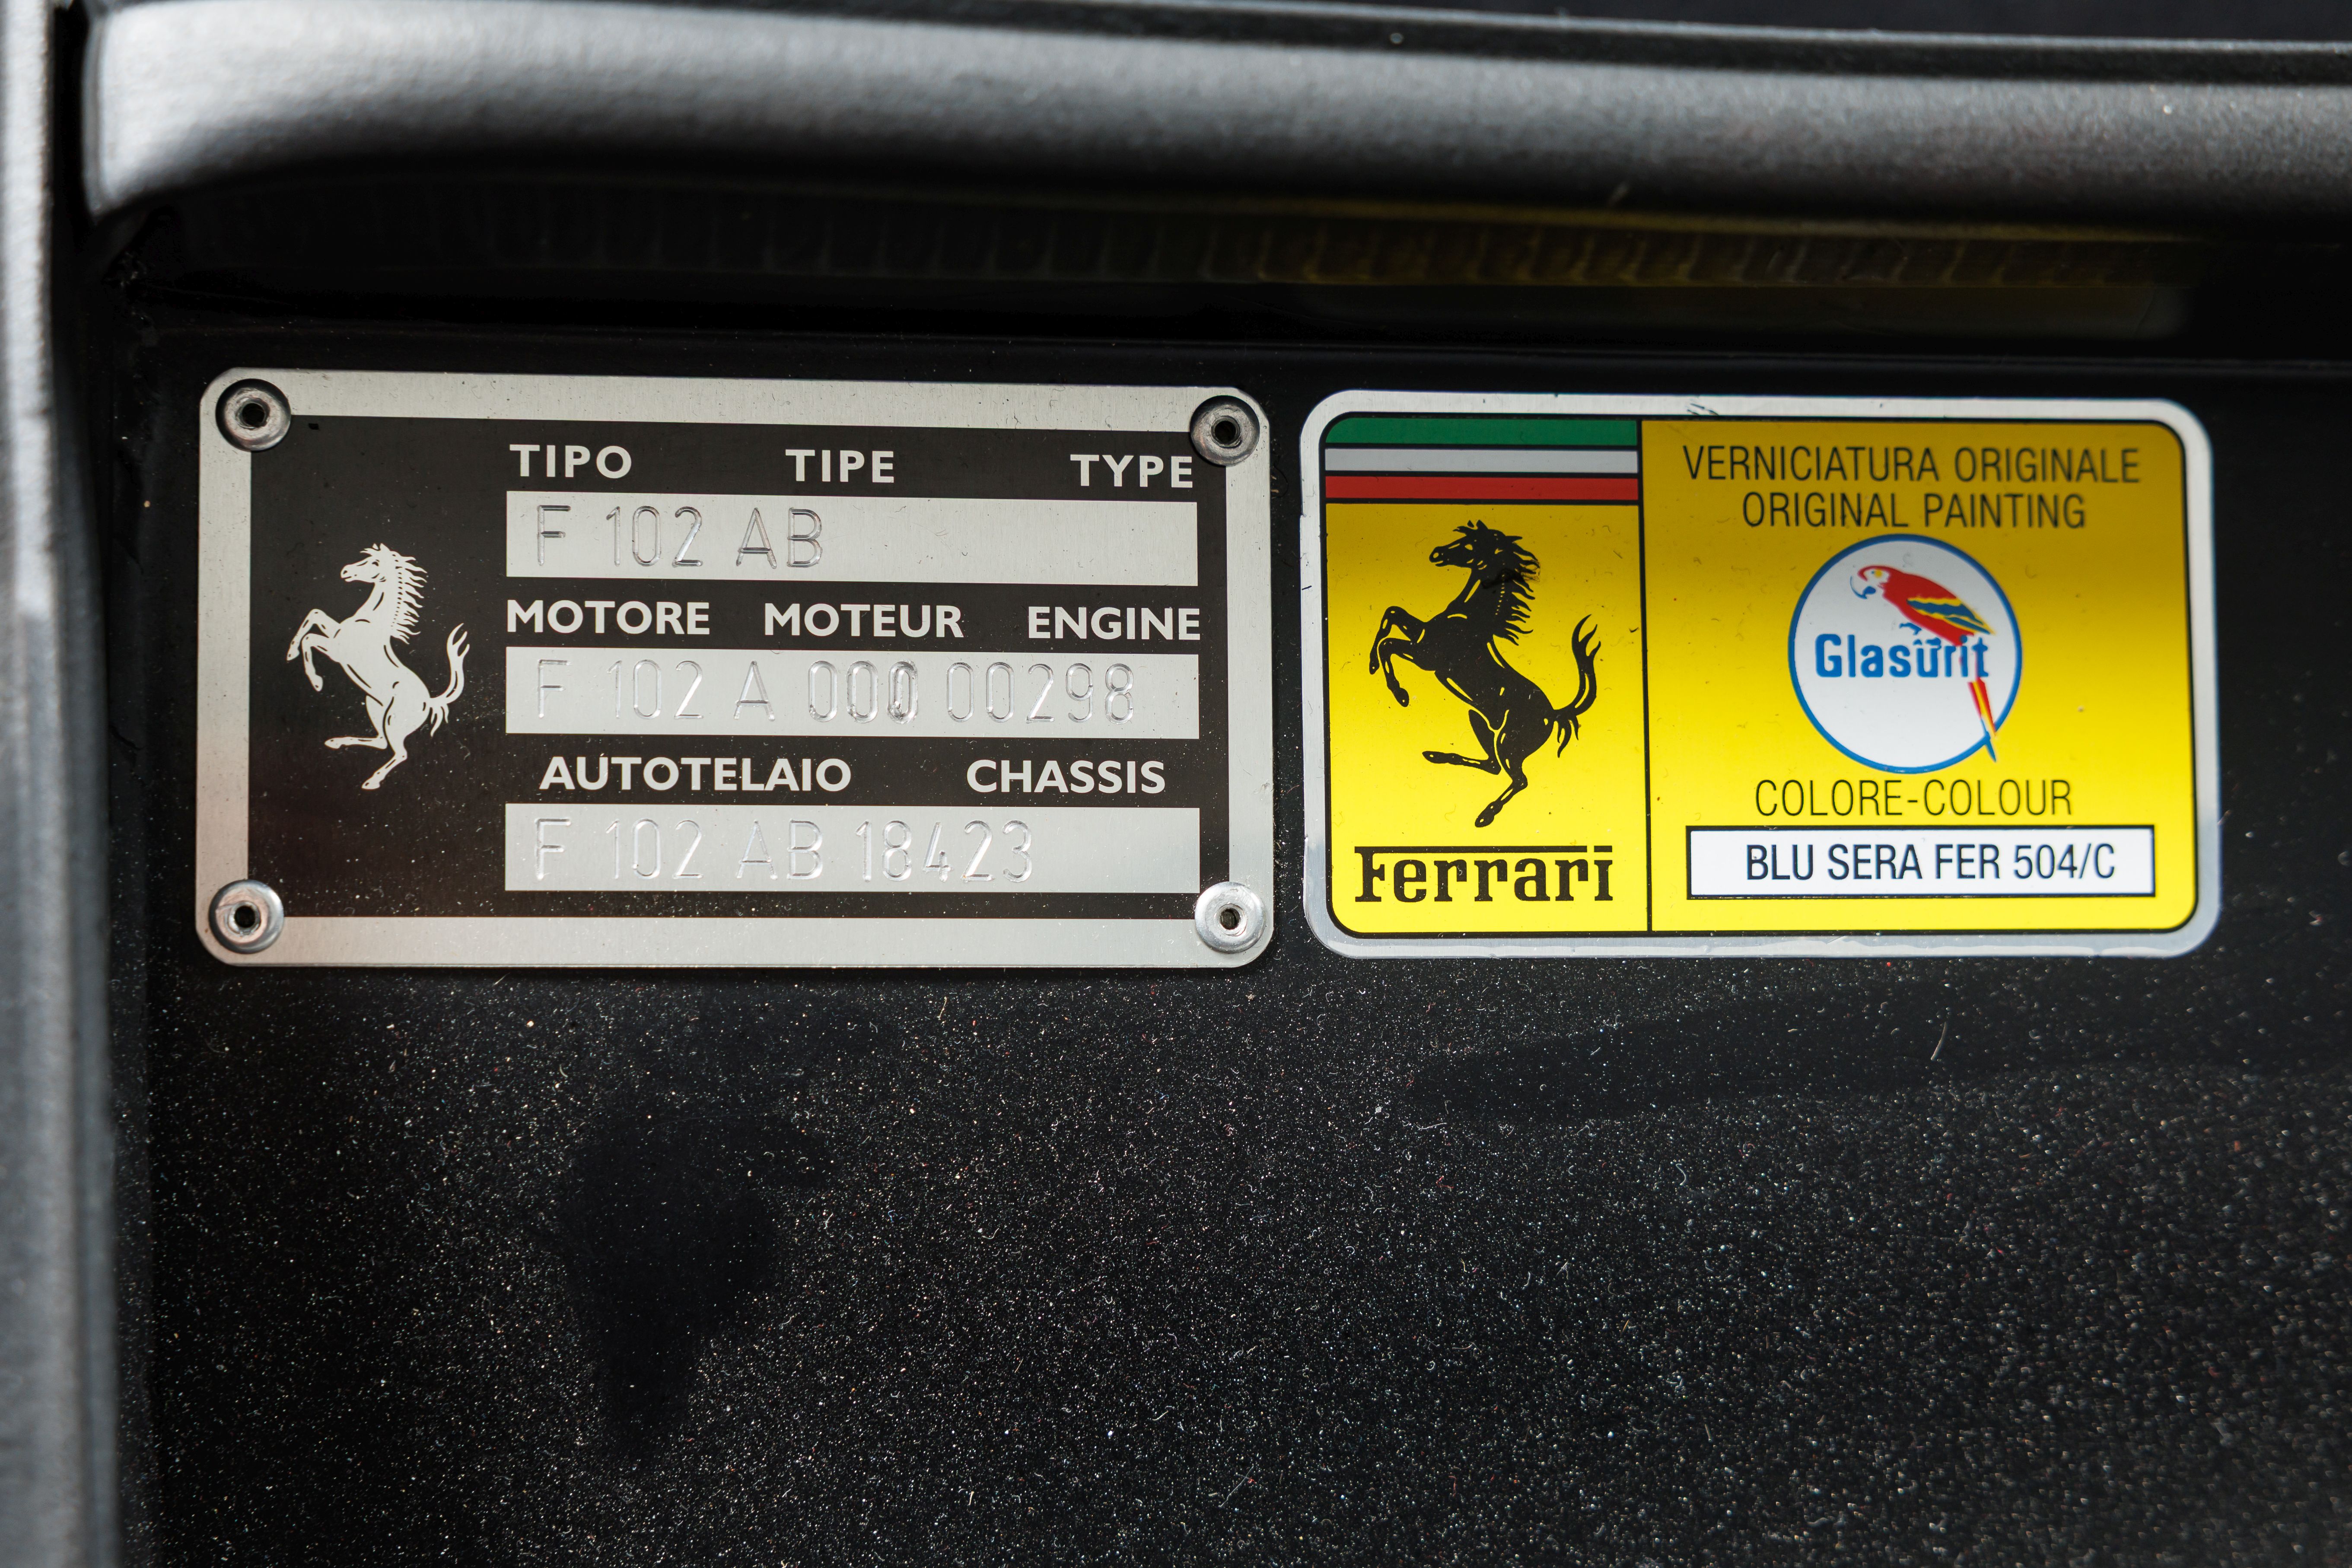 TIPO TIPE TYPE
F 102 AB
MOTORE MOTEUR ENGINE
F 102 A 000 00298
AUTOTELAIO CHASSIS
F 102 AB 18423
Ferrari
VERNICIATURA ORIGINALE
ORIGINAL PAINTING
Glasurit
COLORE-COLOUR
BLU SERA FER 504/C